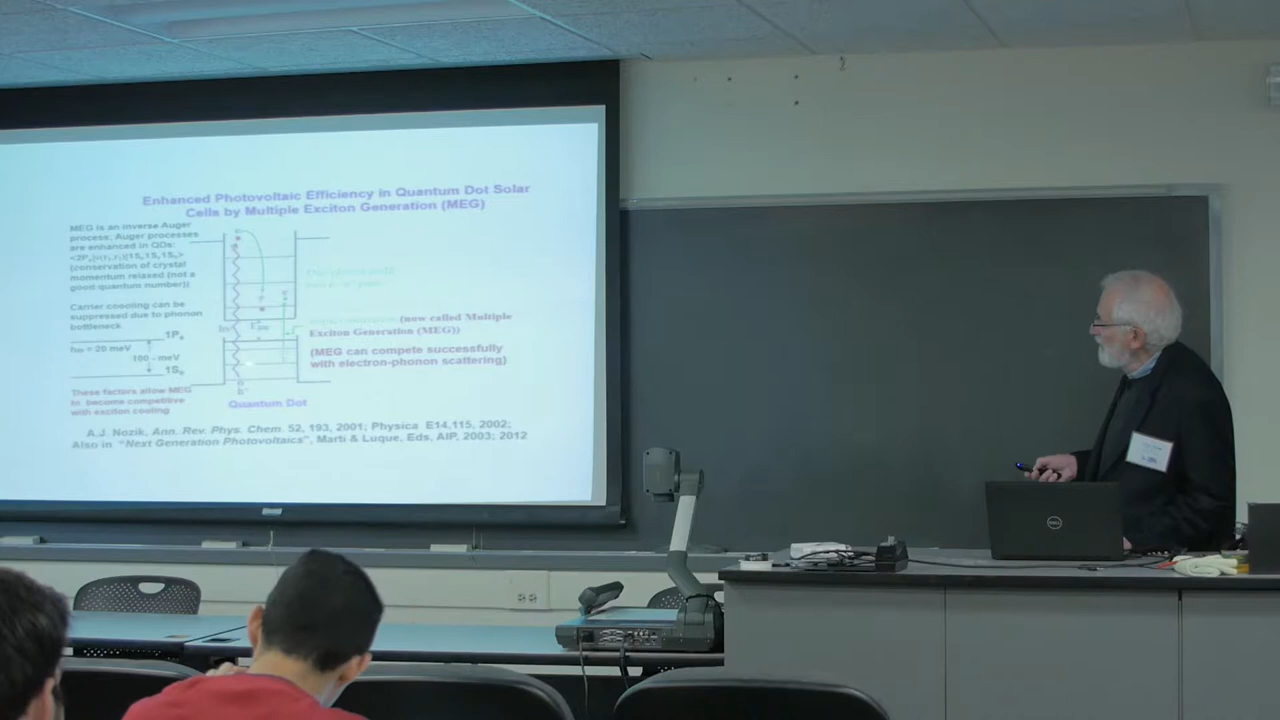 Enhanced Photovoltaic Efficiency in Quantum Dot Solar
Cells by Multiple Exciton Generation (MEG)
MEG is an inverse Auger
process; Auger processes
are enhanced in QDs:
(conservation of crystal
momentum relaxed (not a
good quantum number))
Carrier coocling can be
suppressed due to phonon
bottleneck
1Pe
ħω = 20 meV
100 - meV
1Se
These factors allow MEG
to become competitive
with exciton cooling
(now called Multiple
Exciton Generation (MEG))
(MEG can compete successfully
with electron-phonon scattering)
Quantum Dot
A.J. Nozik, Ann. Rev. Phys. Chem. 52, 193, 2001; Physica E14,115, 2002;
Also in "Next Generation Photovoltaics", Marti & Luque, Eds, AIP, 2003; 2012
DELL